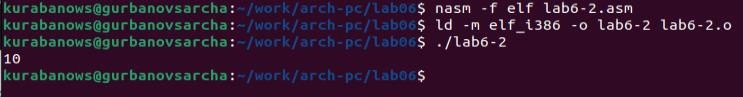 kurabanows@gurbanovsarcha:~/work/arch-pc/lab06$ nasm -f elf lab6-2.asm
kurabanows@gurbanovsarcha:~/work/arch-pc/lab06$ ld -m elf_i386 -o lab6-2 lab6-2.o
kurabanows@gurbanovsarcha:~/work/arch-pc/lab06$ ./lab6-2
10
kurabanows@gurbanovsarcha:~/work/arch-pc/lab06$